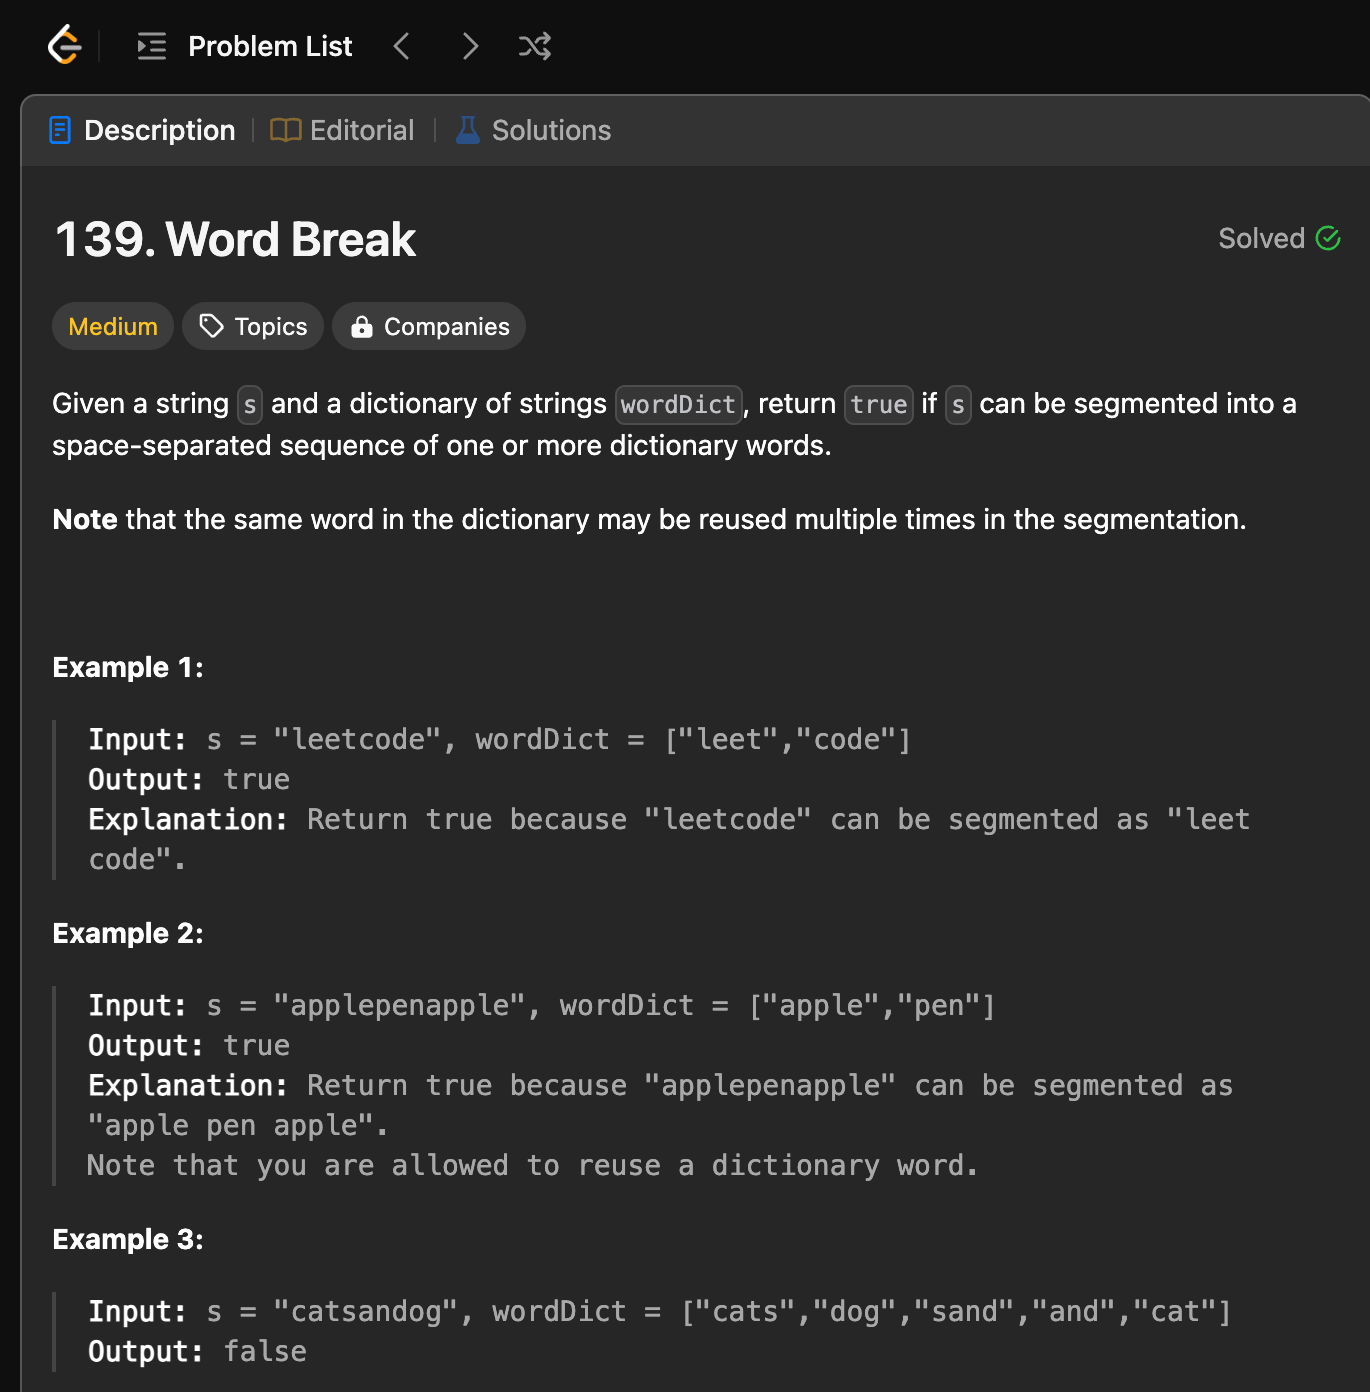 Problem List
Description
Editorial
Solutions
139. Word Break
Solved
Medium
Topics
Companies
Given a string s and a dictionary of strings wordDict, return true if s can be segmented into a
space-separated sequence of one or more dictionary words.
Note that the same word in the dictionary may be reused multiple times in the segmentation.
Example 1:
Input: s = "leetcode", wordDict = ["leet","code"]
Output: true
Explanation: Return true because "leetcode" can be segmented as "leet
code".
Example 2:
Input: s = "applepenapple", wordDict = ["apple","pen"]
Output: true
Explanation: Return true because "applepenapple" can be segmented as
"apple pen apple".
Note that you are allowed to reuse a dictionary word.
Example 3:
Input: s = "catsandog", wordDict = ["cats","dog","sand","and","cat"]
Output: false